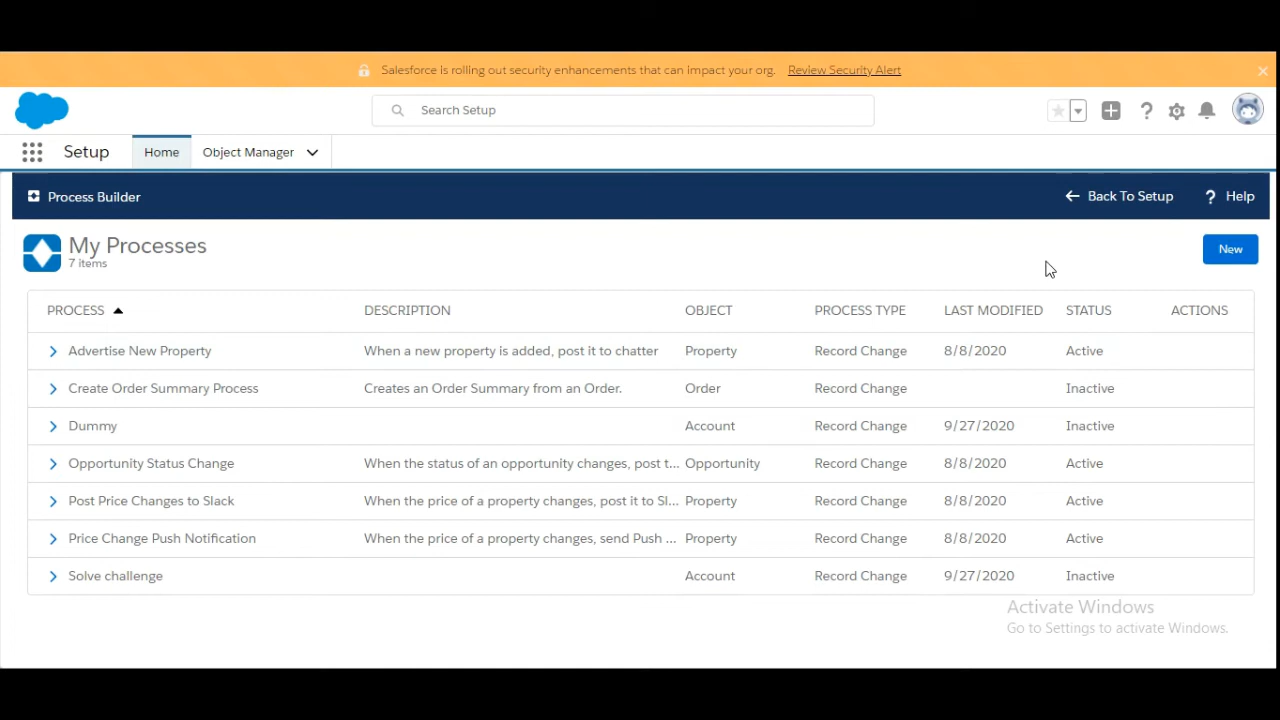 Salesforce is rolling out security enhancements that can impact your org. Review Security Alert
Search Setup
Setup Home Object Manager
Process Builder Back To Setup ? Help
My Processes
7 items
New
PROCESS DESCRIPTION OBJECT PROCESS TYPE LAST MODIFIED STATUS ACTIONS
Advertise New Property When a new property is added, post it to chatter Property Record Change 8/8/2020 Active
Create Order Summary Process Creates an Order Summary from an Order. Order Record Change Inactive
Dummy Account Record Change 9/27/2020 Inactive
Opportunity Status Change When the status of an opportunity changes, post t... Opportunity Record Change 8/8/2020 Active
Post Price Changes to Slack When the price of a property changes, post it to Sl... Property Record Change 8/8/2020 Active
Price Change Push Notification When the price of a property changes, send Push ... Property Record Change 8/8/2020 Active
Solve challenge Account Record Change 9/27/2020 Inactive
Activate Windows
Go to Settings to activate Windows.